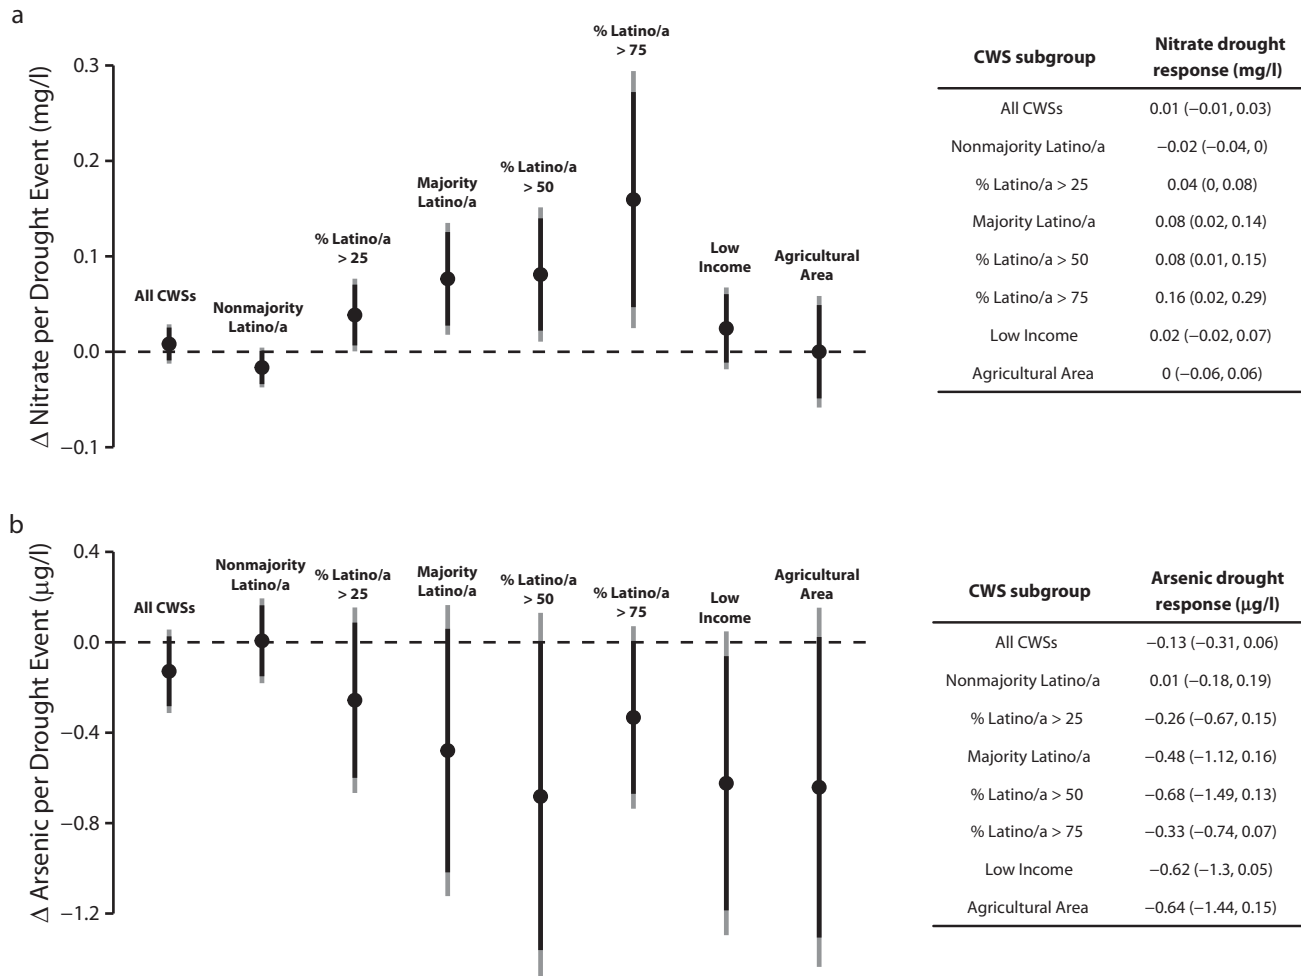 a
Δ Nitrate per Drought Event (mg/l)
0.3
0.2
0.1
0.0
−0.1
All CWSs
Nonmajority
Latino/a
% Latino/a
> 25
Majority
Latino/a
% Latino/a
> 50
% Latino/a
> 75
Low
Income
Agricultural
Area
CWS subgroup
Nitrate drought
response (mg/l)
All CWSs 0.01 (−0.01, 0.03)
Nonmajority Latino/a −0.02 (−0.04, 0)
% Latino/a > 25 0.04 (0, 0.08)
Majority Latino/a 0.08 (0.02, 0.14)
% Latino/a > 50 0.08 (0.01, 0.15)
% Latino/a > 75 0.16 (0.02, 0.29)
Low Income 0.02 (−0.02, 0.07)
Agricultural Area 0 (−0.06, 0.06)
b
Δ Arsenic per Drought Event (μg/l)
0.4
0.0
−0.4
−0.8
−1.2
All CWSs
Nonmajority
Latino/a
% Latino/a
> 25
Majority
Latino/a
% Latino/a
> 50
% Latino/a
> 75
Low
Income
Agricultural
Area
CWS subgroup
Arsenic drought
response (μg/l)
All CWSs −0.13 (−0.31, 0.06)
Nonmajority Latino/a 0.01 (−0.18, 0.19)
% Latino/a > 25 −0.26 (−0.67, 0.15)
Majority Latino/a −0.48 (−1.12, 0.16)
% Latino/a > 50 −0.68 (−1.49, 0.13)
% Latino/a > 75 −0.33 (−0.74, 0.07)
Low Income −0.62 (−1.3, 0.05)
Agricultural Area −0.64 (−1.44, 0.15)